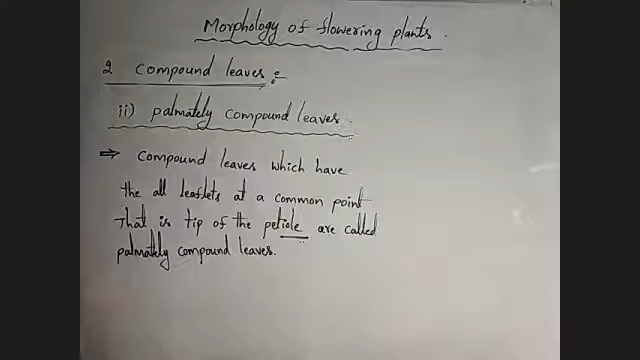 Morphology of flowering plants.
2 Compound leaves :-
ii) palmately compound leaves.
⇒ Compound leaves which have
the all leaflets at a common point
That is tip of the petiole are called
palmately compound leaves.